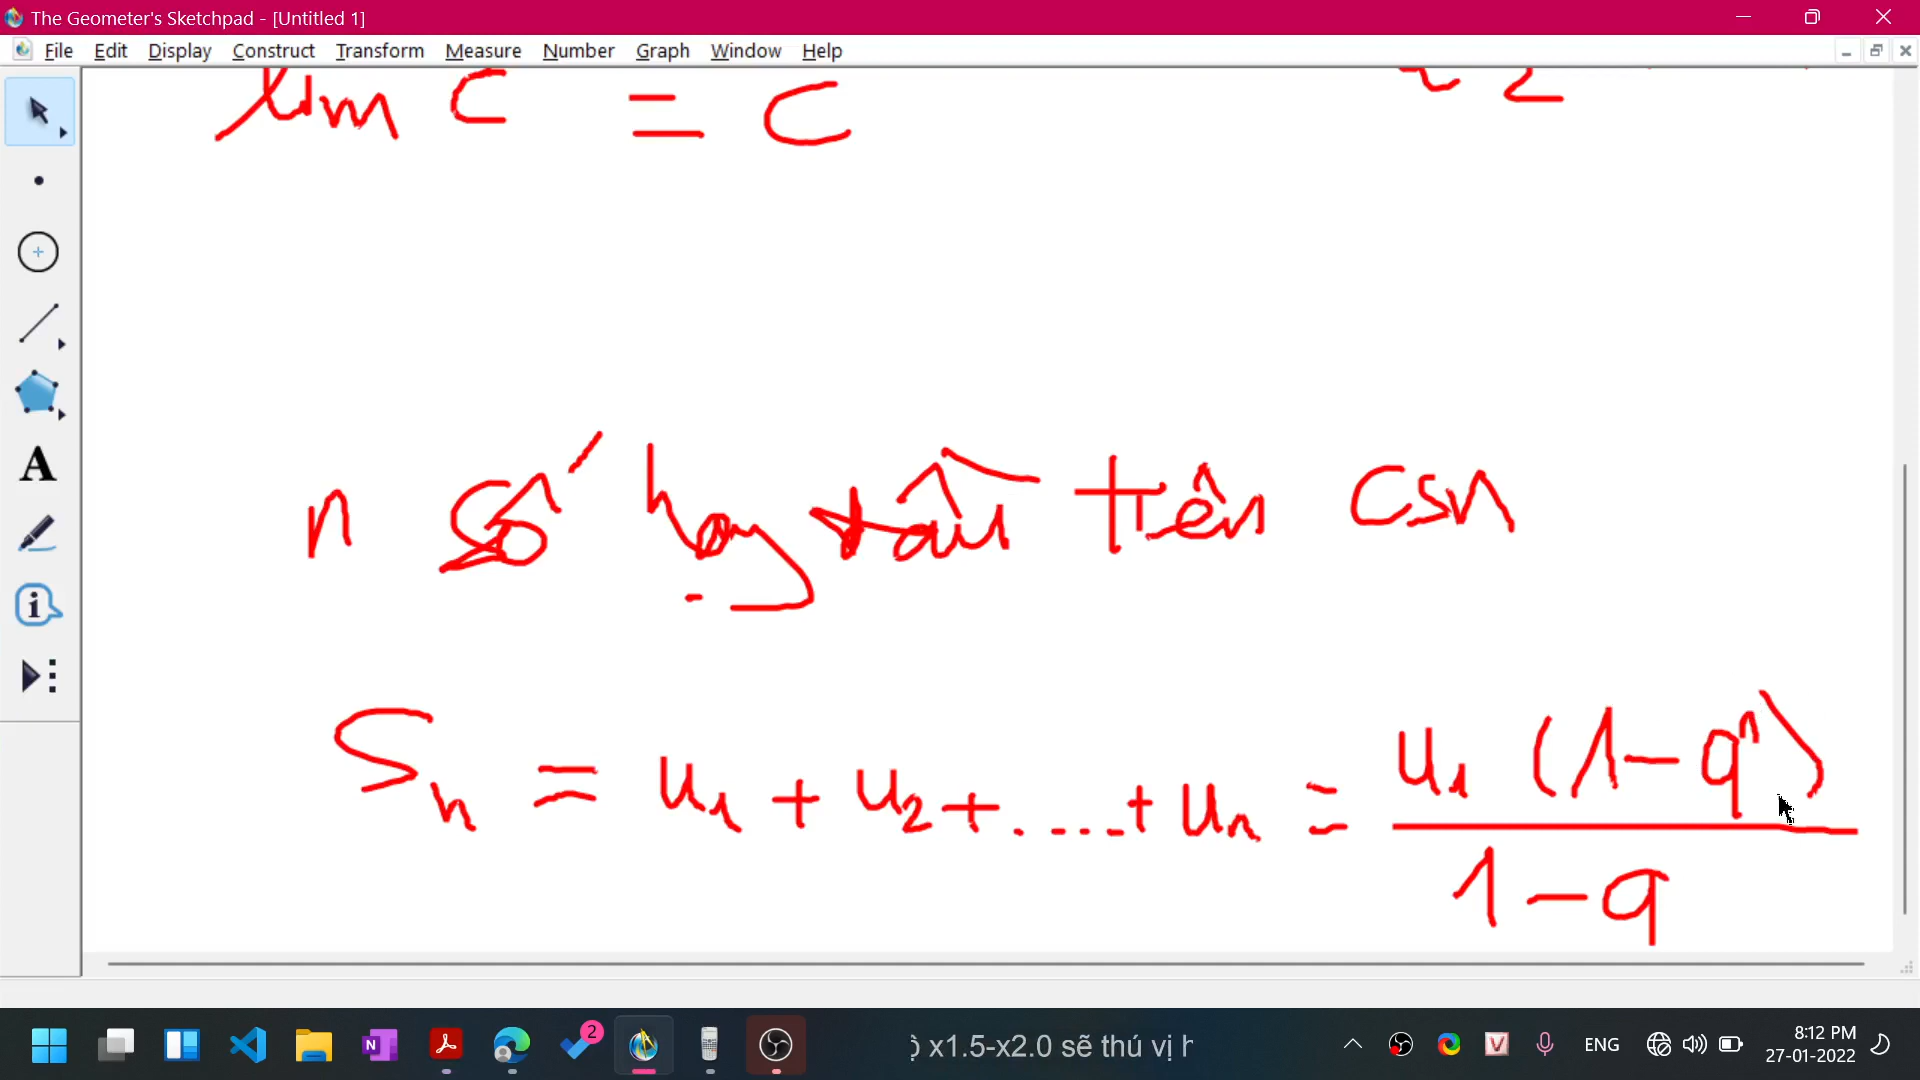 The Geometer's Sketchpad - [Untitled 1]
File Edit Display Construct Transform Measure Number Graph Window Help
lim C = C
2
n số hạng đầu tiên CSN
A
Sn = u1 + u2 + .... + un = u1 (1 - q^n) / 1 - q
2
x1.5-x2.0 sẽ thú vị h
ENG
8:12 PM
27-01-2022